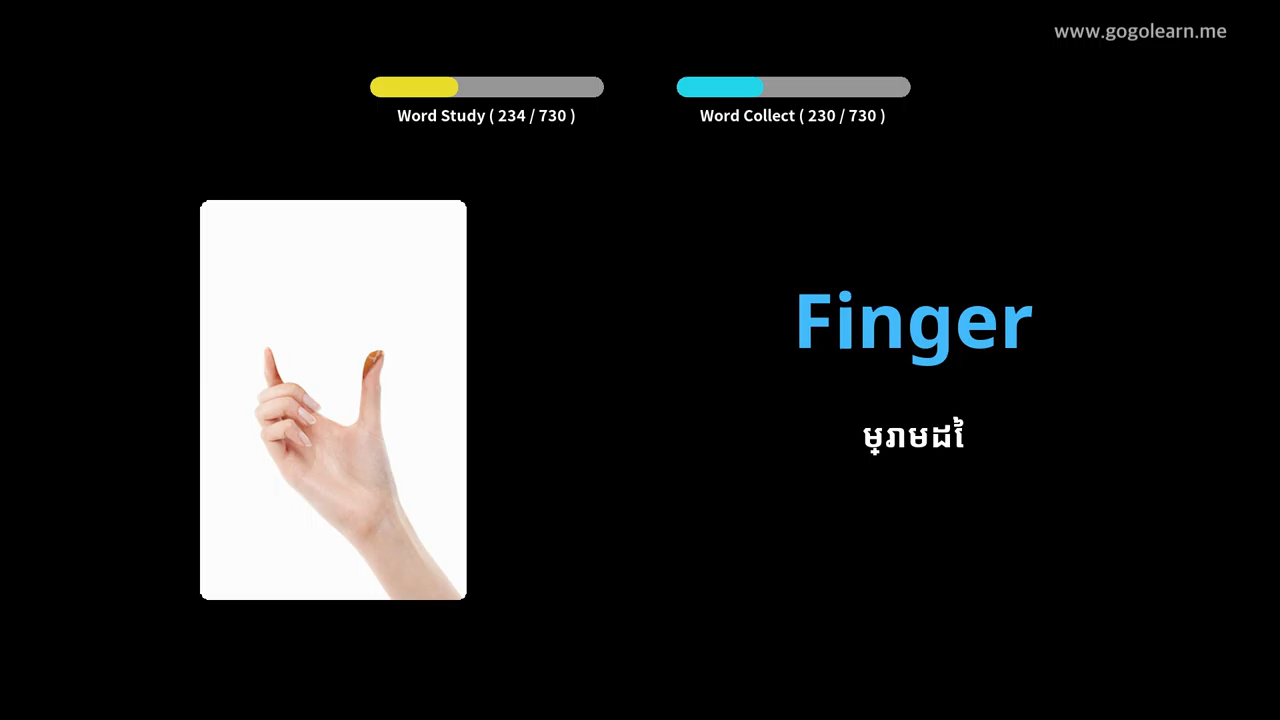 www.gogolearn.me
Word Study ( 234 / 730 )
Word Collect ( 230 / 730 )
Finger
ម្រាមដៃ